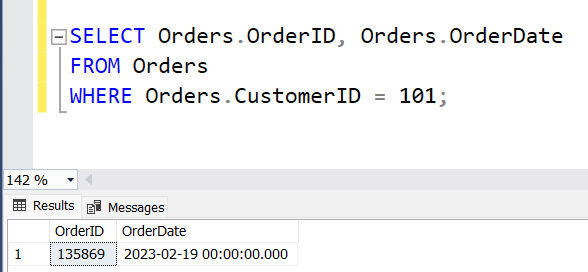 SELECT Orders.OrderID, Orders.OrderDate
FROM Orders
WHERE Orders.CustomerID = 101;
142 %
Results Messages
OrderID OrderDate
1 135869 2023-02-19 00:00:00.000